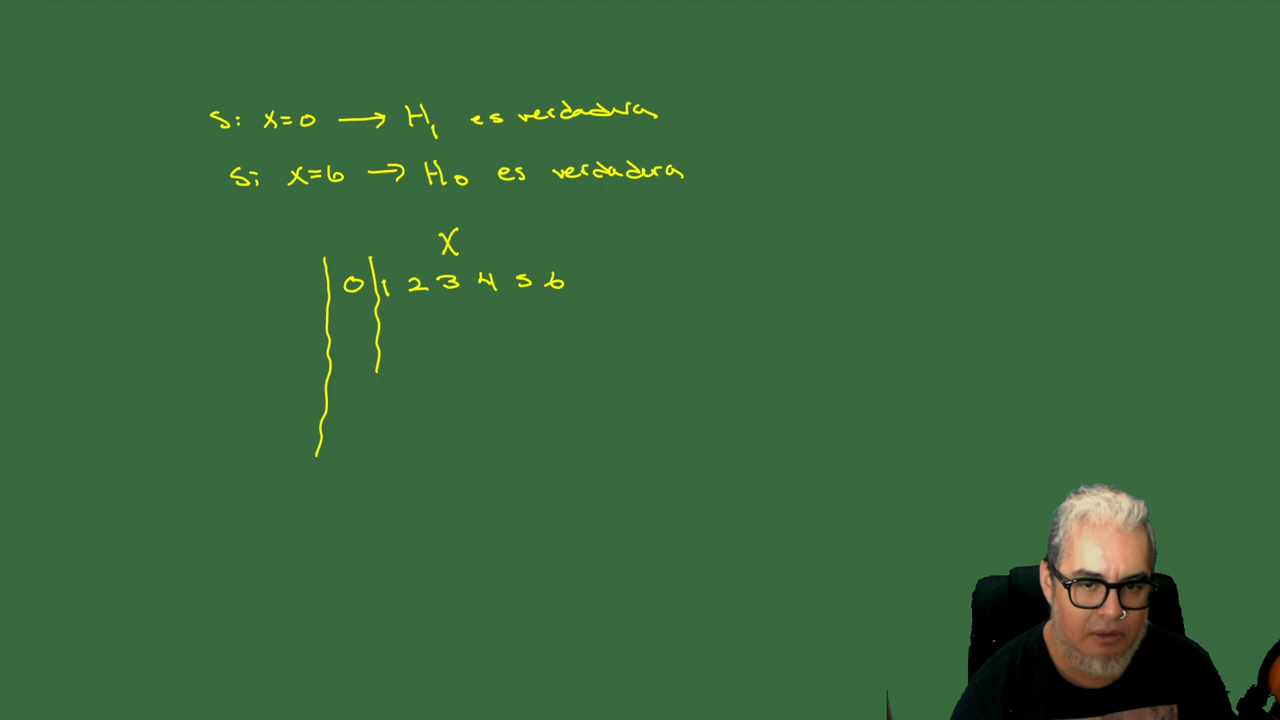 Si x=0 → H₁ es verdadera
Si x=6 → H₀ es verdadera
X
0 | 1 2 3 4 5 6